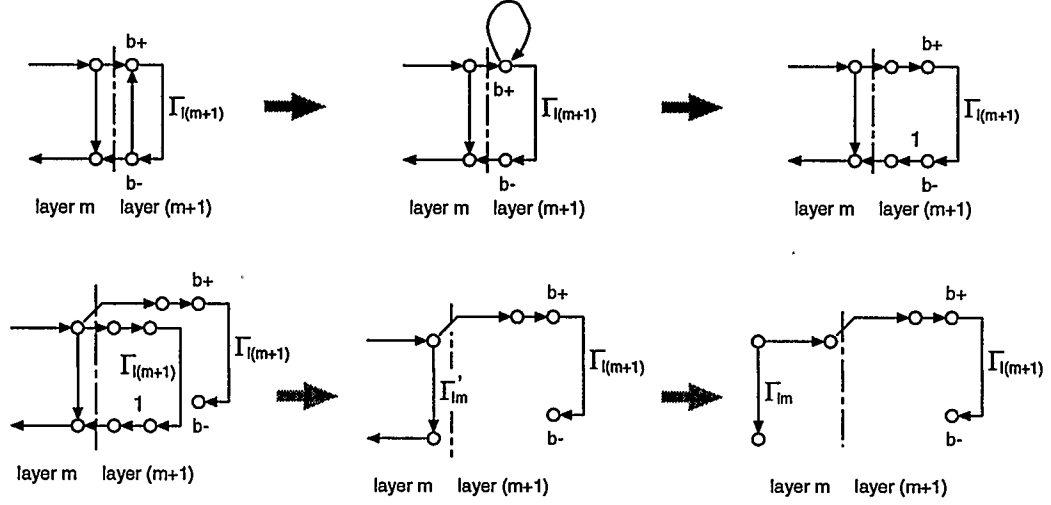 b+
Γl(m+1)
b-
layer m layer (m+1)
b+
Γl(m+1)
b-
layer m layer (m+1)
b+
Γl(m+1)
1
b-
layer m layer (m+1)
b+
Γl(m+1)
Γl(m+1)
1
b-
layer m layer (m+1)
b+
Γl(m+1)
Γ'lm
b-
layer m layer (m+1)
b+
Γl(m+1)
Γlm
b-
layer m layer (m+1)